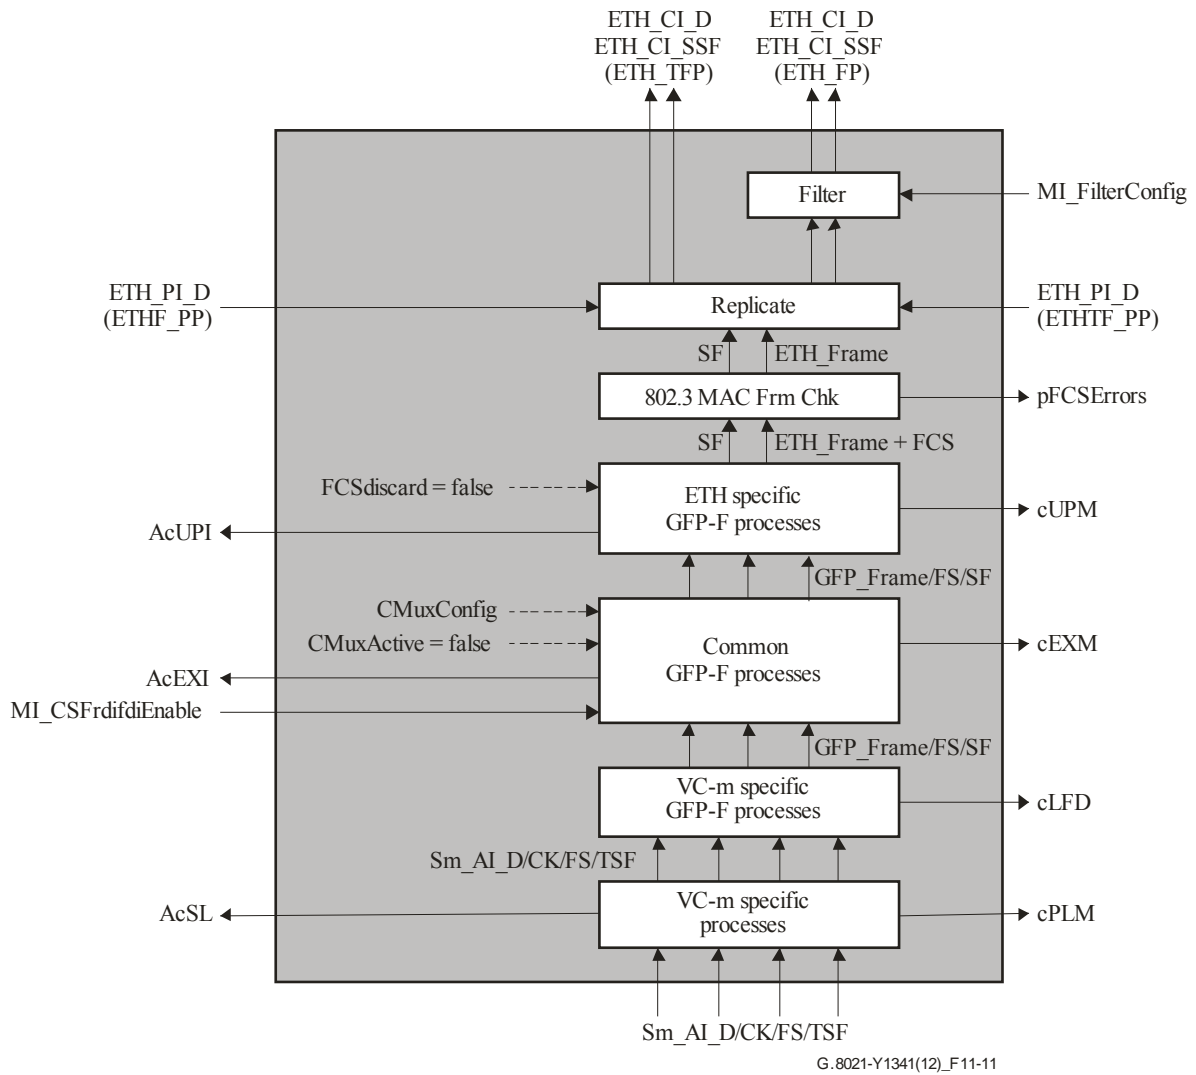 ETH_CI_D
ETH_CI_SSF
(ETH_TFP)
ETH_CI_D
ETH_CI_SSF
(ETH_FP)
Filter
MI_FilterConfig
ETH_PI_D
(ETHF_PP)
Replicate
ETH_PI_D
(ETHTF_PP)
SF
ETH_Frame
802.3 MAC Frm Chk
pFCSErrors
SF
ETH_Frame + FCS
FCSdiscard = false
ETH specific
GFP-F processes
cUPM
AcUPI
GFP_Frame/FS/SF
CMuxConfig
CMuxActive = false
Common
GFP-F processes
cEXM
AcEXI
MI_CSFrdifdiEnable
GFP_Frame/FS/SF
VC-m specific
GFP-F processes
cLFD
Sm_AI_D/CK/FS/TSF
AcSL
VC-m specific
processes
cPLM
Sm_AI_D/CK/FS/TSF
G.8021-Y1341(12)_F11-11